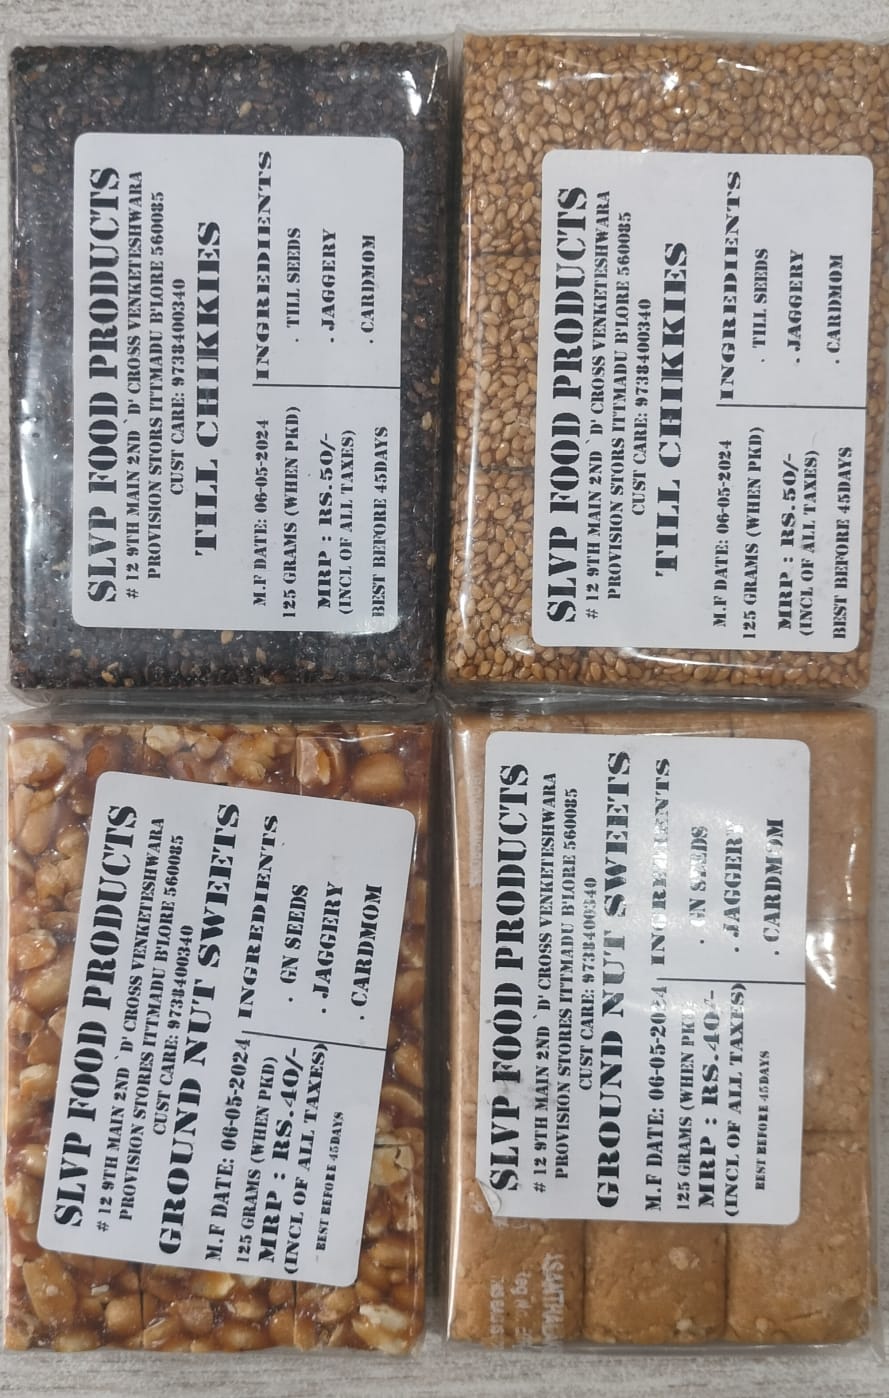 SLVP FOOD PRODUCTS
# 12 9TH MAIN 2ND `D' CROSS VENKETESHWARA
PROVISION STORS ITTMADU B'LORE 560085
CUST CARE: 9738400340
TILL CHIKKIES
M.F DATE: 06-05-2024
125 GRAMS (WHEN PKD)
MRP : RS.50/-
(INCL OF ALL TAXES)
BEST BEFORE 45DAYS
INGREDIENTS
. TILL SEEDS
. JAGGERY
. CARDMOM
SLVP FOOD PRODUCTS
# 12 9TH MAIN 2ND `D' CROSS VENKETESHWARA
PROVISION STORS ITTMADU B'LORE 560085
CUST CARE: 9738400340
TILL CHIKKIES
M.F DATE: 06-05-2024
125 GRAMS (WHEN PKD)
MRP : RS.50/-
(INCL OF ALL TAXES)
BEST BEFORE 45DAYS
INGREDIENTS
. TILL SEEDS
. JAGGERY
. CARDMOM
SLVP FOOD PRODUCTS
# 12 9TH MAIN 2ND `D' CROSS VENKETESHWARA
PROVISION STORES ITTMADU B'LORE 560085
CUST CARE: 9738400340
GROUND NUT SWEETS
M.F DATE: 06-05-2024
125 GRAMS (WHEN PKD)
MRP : RS.40/-
(INCL OF ALL TAXES)
BEST BEFORE 45DAYS
INGREDIENTS
. GN SEEDS
. JAGGERY
. CARDMOM
SLVP FOOD PRODUCTS
# 12 9TH MAIN 2ND `D' CROSS VENKETESHWARA
PROVISION STORES ITTMADU B'LORE 560085
CUST CARE: 9738400340
GROUND NUT SWEETS
M.F DATE: 06-05-2024
125 GRAMS (WHEN PKD)
MRP : RS.40/-
(INCL OF ALL TAXES)
BEST BEFORE 45DAYS
INGREDIENTS
. GN SEEDS
. JAGGERY
. CARDMOM